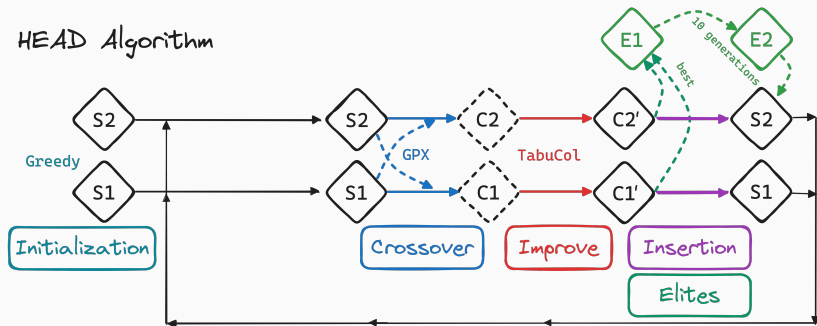 HEAD Algorithm
E1
E2
10 generations
best
S2
S2
C2
C2'
S2
Greedy
GPX
TabuCol
S1
S1
C1
C1'
S1
Initialization
Crossover
Improve
Insertion
Elites